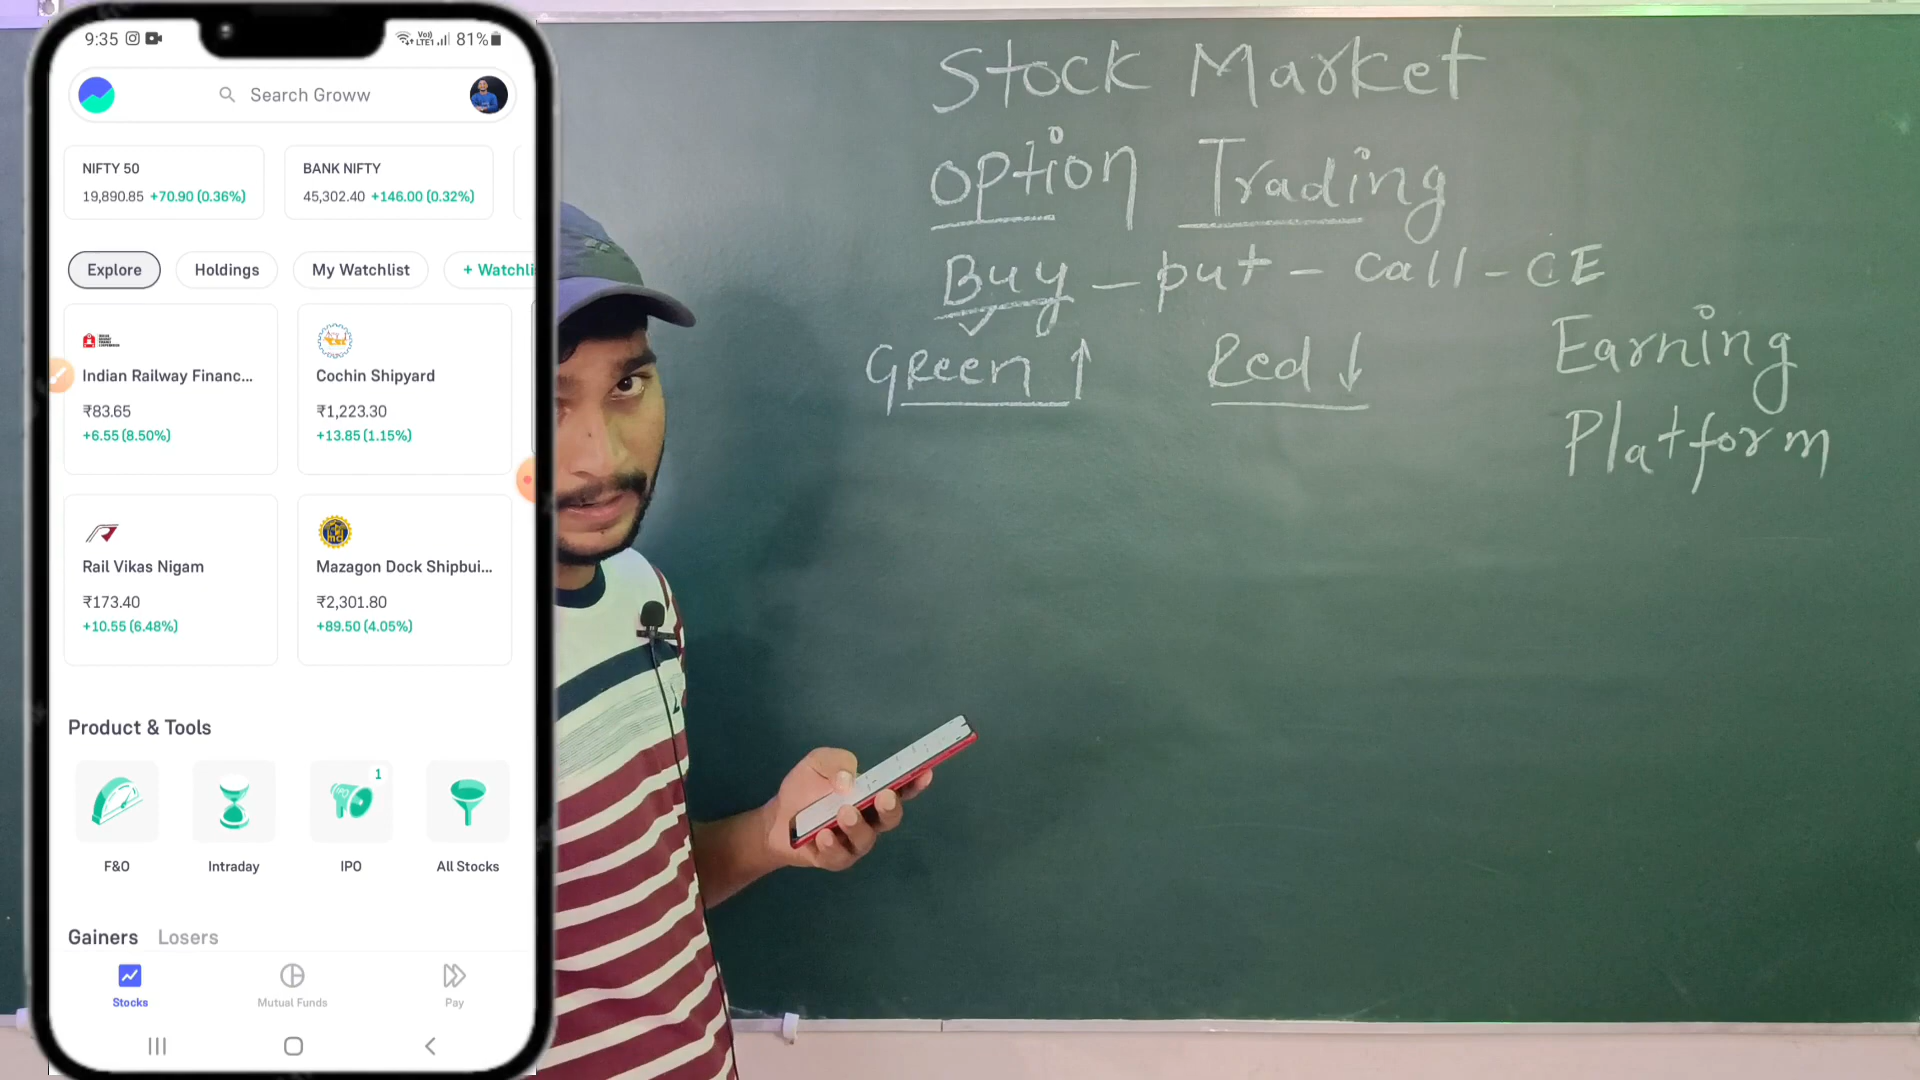 9:35 81%
Search Groww
NIFTY 50
19,890.85 +70.90 (0.36%)
BANK NIFTY
45,302.40 +146.00 (0.32%)
Explore Holdings My Watchlist + Watchli
Indian Railway Financ...
₹83.65
+6.55 (8.50%)
Cochin Shipyard
₹1,223.30
+13.85 (1.15%)
Rail Vikas Nigam
₹173.40
+10.55 (6.48%)
Mazagon Dock Shipbui...
₹2,301.80
+89.50 (4.05%)
Product & Tools
1
F&O Intraday IPO All Stocks
Gainers Losers
Stocks Mutual Funds Pay
Stock Market
Option Trading
Buy - put - call - CE
Green ↑ Red ↓
Earning
Platform